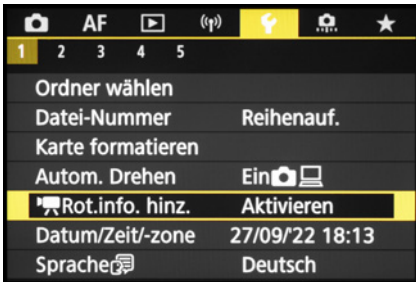 AF
1 2 3 4 5
Ordner wählen
Datei-Nummer Reihenauf.
Karte formatieren
Autom. Drehen Ein
Rot.info. hinz. Aktivieren
Datum/Zeit/-zone 27/09/'22 18:13
Sprache Deutsch